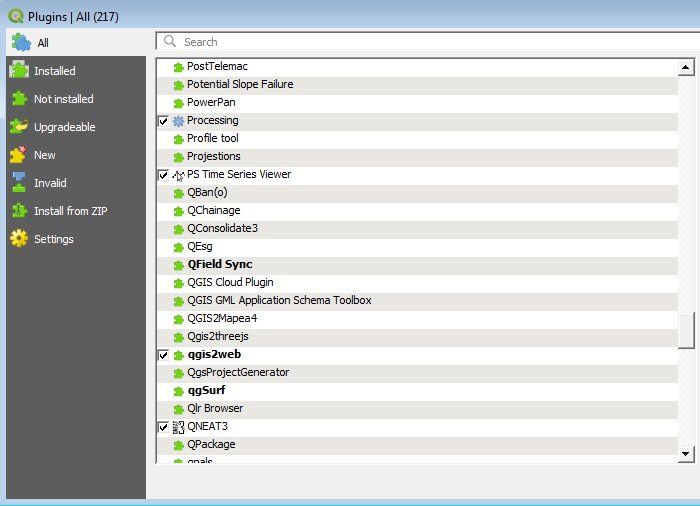 Plugins | All (217)
All
Installed
Not installed
Upgradeable
New
Invalid
Install from ZIP
Settings
Search
PostTelemac
Potential Slope Failure
PowerPan
Processing
Profile tool
Projections
PS Time Series Viewer
QBan(o)
QChainage
QConsolidate3
QEsg
QField Sync
QGIS Cloud Plugin
QGIS GML Application Schema Toolbox
QGIS2Mapea4
Qgis2threejs
qgis2web
QgsProjectGenerator
qgSurf
Qlr Browser
QNEAT3
QPackage